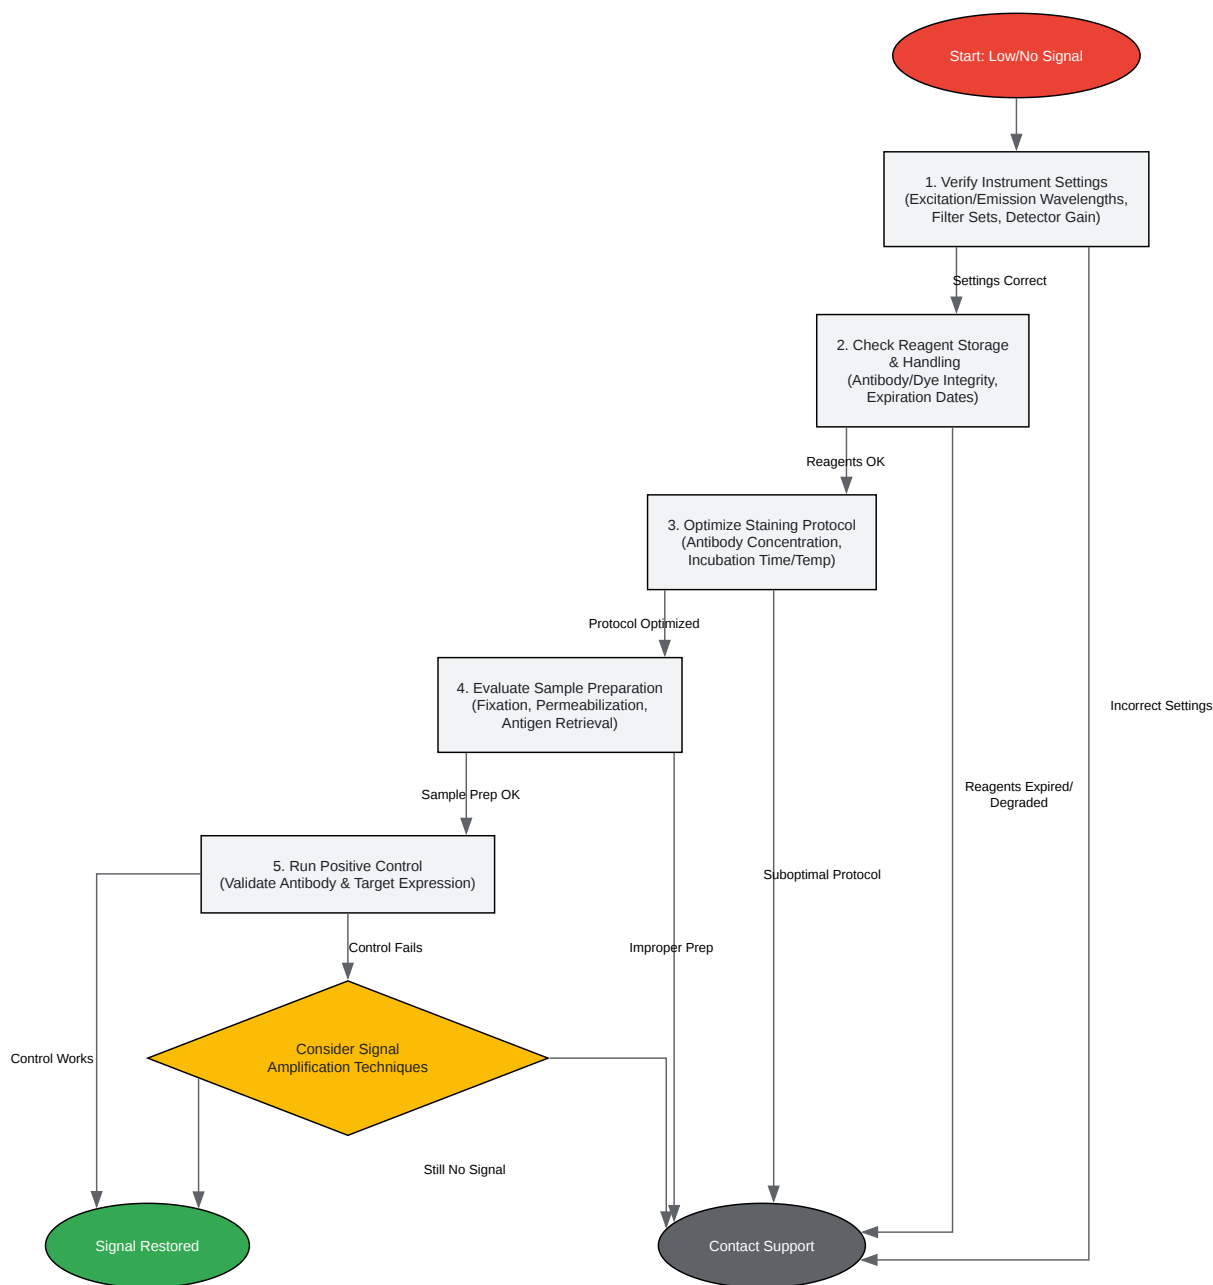 Start: Low/No Signal
1. Verify Instrument Settings
(Excitation/Emission Wavelengths,
Filter Sets, Detector Gain)
Settings Correct
2. Check Reagent Storage
& Handling
(Antibody/Dye Integrity,
Expiration Dates)
Reagents OK
3. Optimize Staining Protocol
(Antibody Concentration,
Incubation Time/Temp)
Protocol Optimized
4. Evaluate Sample Preparation
(Fixation, Permeabilization,
Antigen Retrieval)
Incorrect Settings
Sample Prep OK
Reagents Expired/
Degraded
5. Run Positive Control
(Validate Antibody & Target Expression)
Suboptimal Protocol
Control Fails
Improper Prep
Control Works
Consider Signal
Amplification Techniques
Still No Signal
Signal Restored
Contact Support